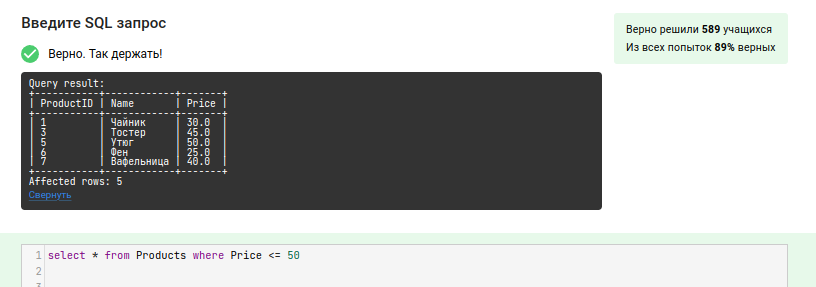 Введите SQL запрос
Верно решили 589 учащихся
Из всех попыток 89% верных
Верно. Так держать!
Query result:
+-----------+------------+-------+
| ProductID | Name       | Price |
+-----------+------------+-------+
| 1         | Чайник     | 30.0  |
| 3         | Тостер     | 45.0  |
| 5         | Утюг       | 50.0  |
| 6         | Фен        | 25.0  |
| 7         | Вафельница | 40.0  |
+-----------+------------+-------+
Affected rows: 5
Свернуть
1 select * from Products where Price <= 50
2
3